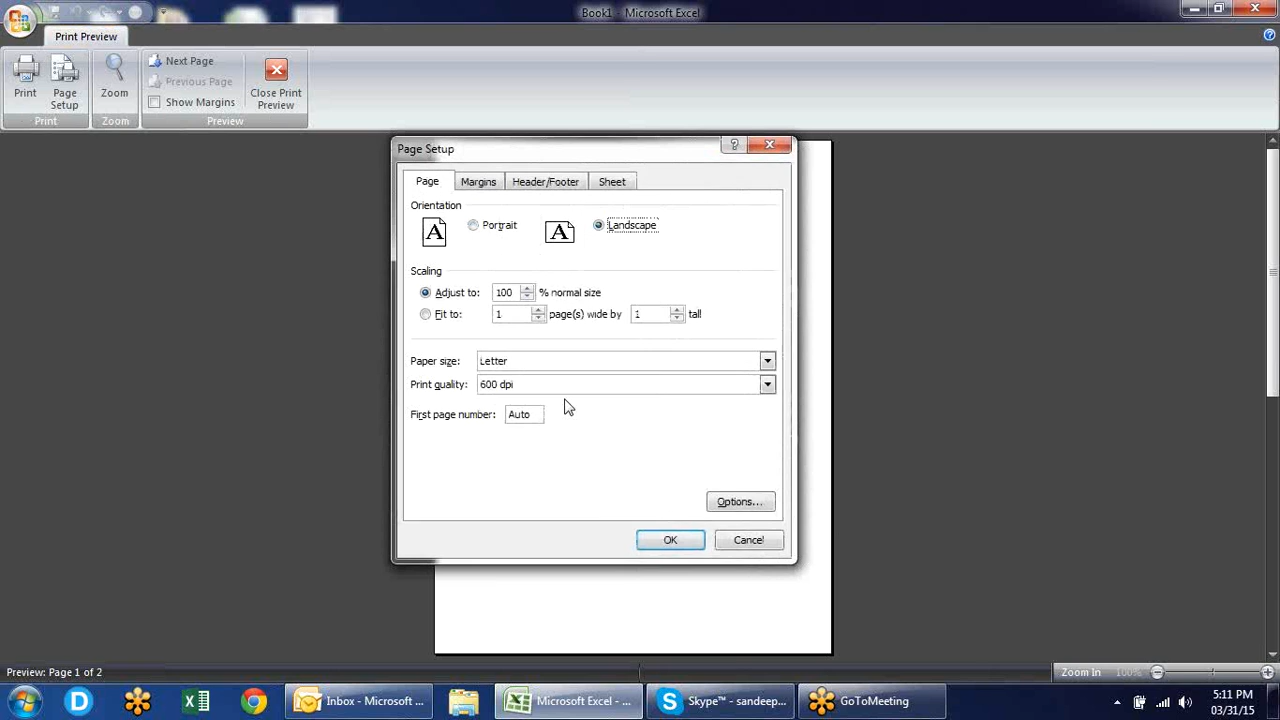 Book1 - Microsoft Excel
Print Preview
Print
Page Setup
Zoom
Next Page
Previous Page
Show Margins
Close Print Preview
Print
Zoom
Preview
Page Setup
Page
Margins
Header/Footer
Sheet
Orientation
A
Portrait
A
Landscape
Scaling
Adjust to:
100
% normal size
Fit to:
1
page(s) wide by
1
tall
Paper size:
Letter
Print quality:
600 dpi
First page number:
Auto
Options...
OK
Cancel
Preview: Page 1 of 2
Zoom In
100%
Inbox - Microsoft ...
Microsoft Excel - ...
Skype™ - sandeep...
GoToMeeting
5:11 PM
03/31/15